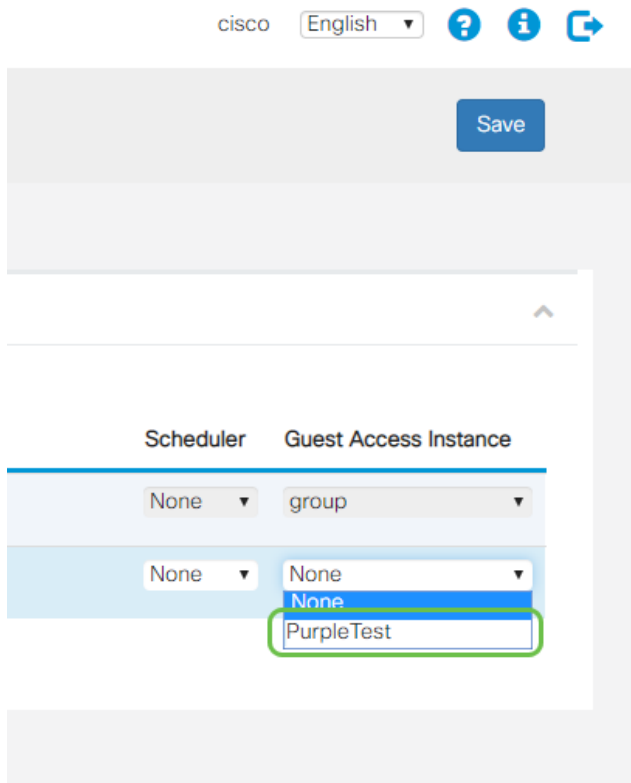 cisco English
Save
Scheduler Guest Access Instance
None group
None None
None
PurpleTest